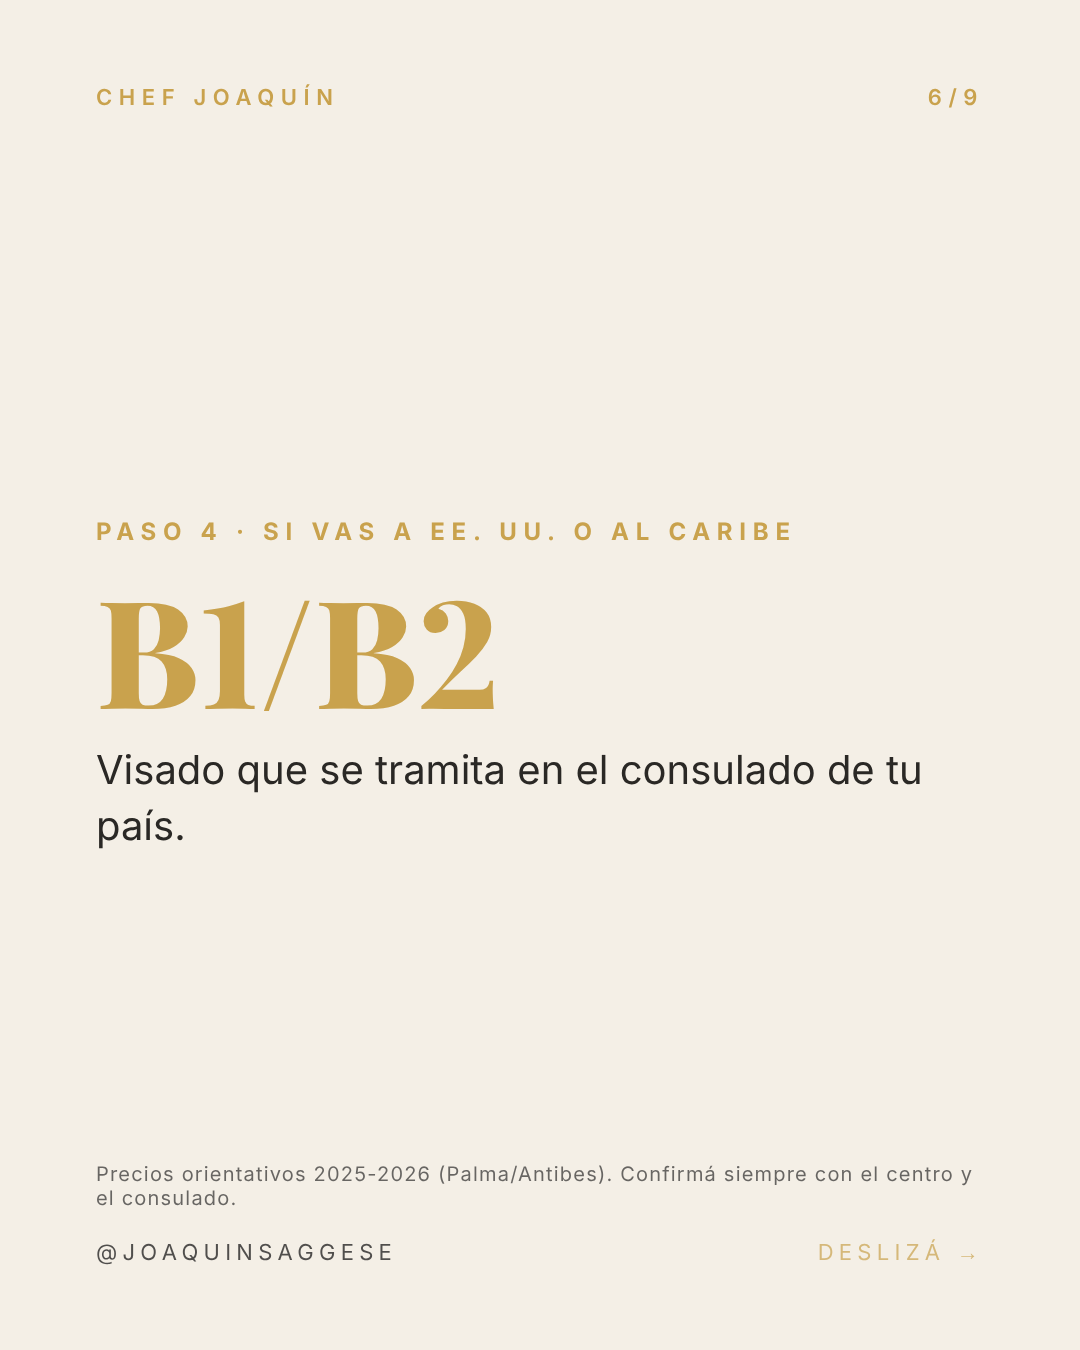 CHEF JOAQUÍN
6/9
PASO 4 · SI VAS A EE. UU. O AL CARIBE
B1/B2
Visado que se tramita en el consulado de tu
país.
Precios orientativos 2025-2026 (Palma/Antibes). Confirmá siempre con el centro y
el consulado.
@JOAQUINSAGGESE
DESLIZÁ →